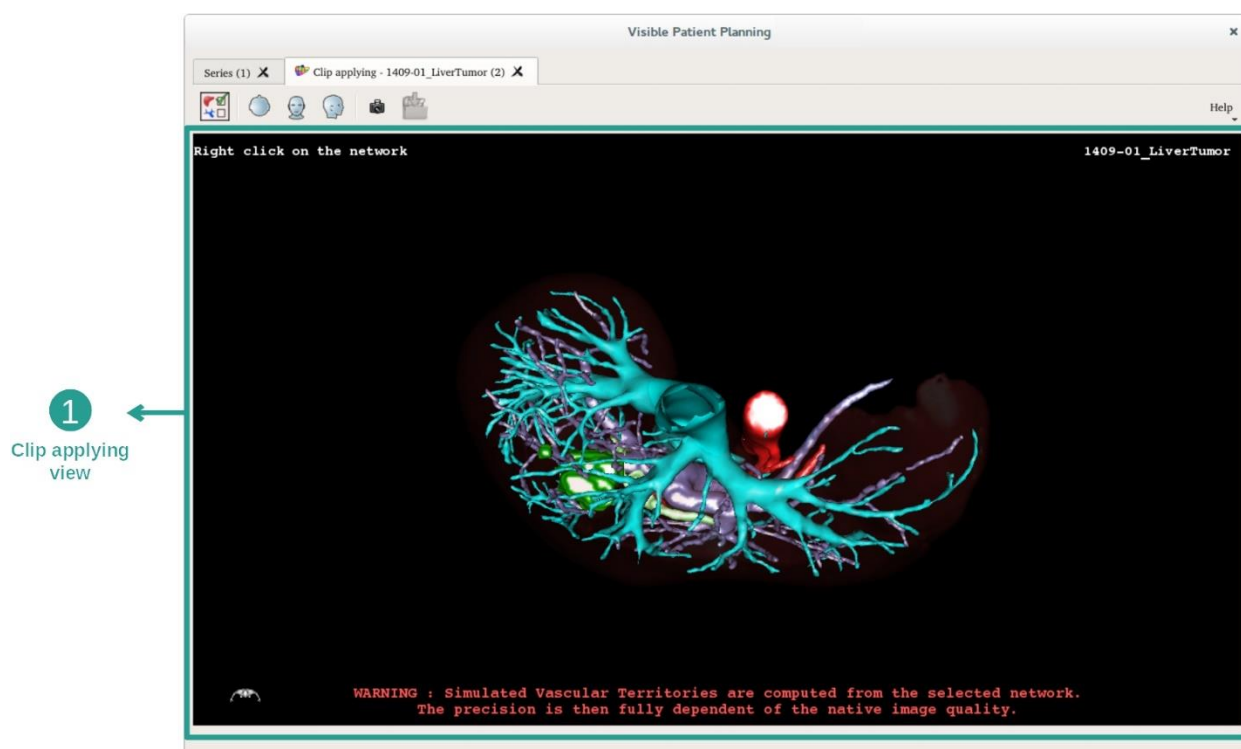 Visible Patient Planning
Series (1)
Clip applying - 1409-01_LiverTumor (2)
Help
Right click on the network
1409-01_LiverTumor
1
Clip applying
view
WARNING : Simulated Vascular Territories are computed from the selected network.
The precision is then fully dependent of the native image quality.